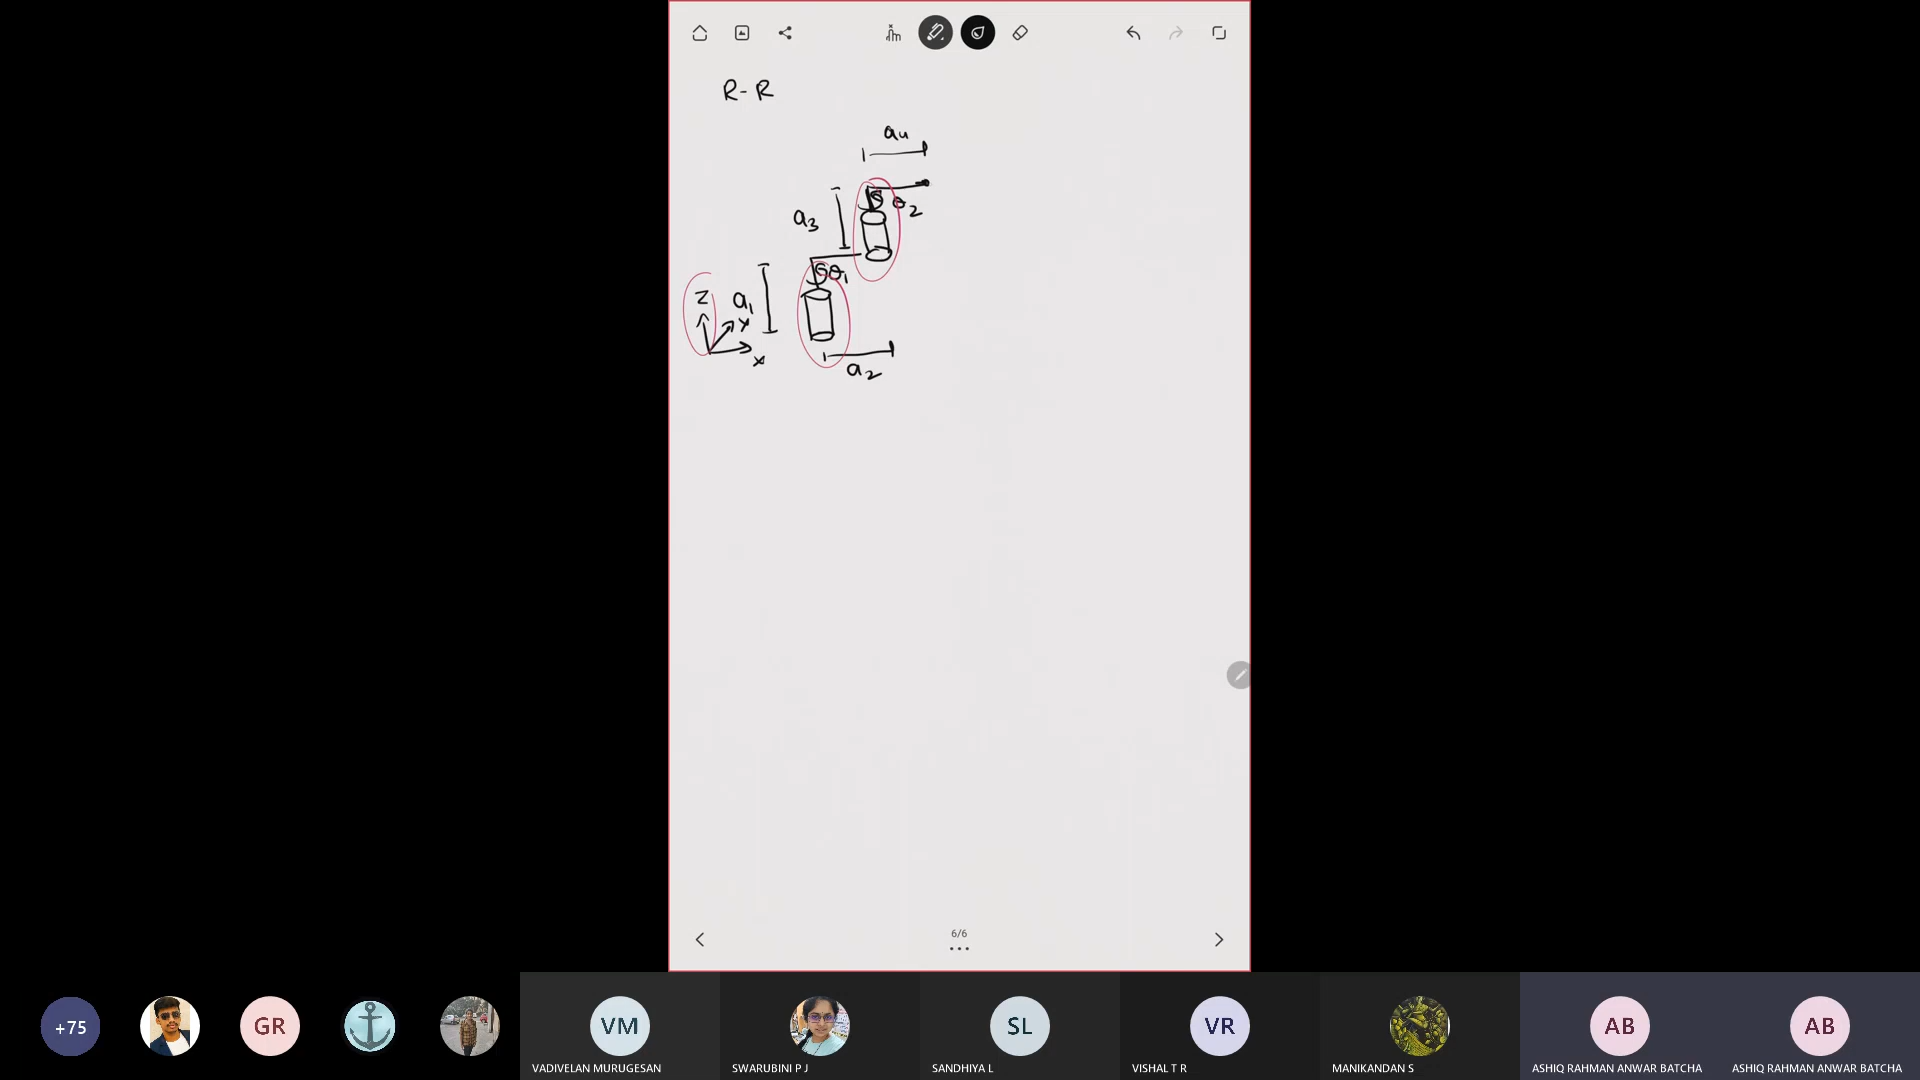 R-R
a4
a3
θ2
θ1
Z
a1
Y
X
a2
6/6
+75
GR
VM
SL
VR
AB
AB
VADIVELAN MURUGESAN
SWARUBINI P J
SANDHIYA L
VISHAL T R
MANIKANDAN S
ASHIQ RAHMAN ANWAR BATCHA
ASHIQ RAHMAN ANWAR BATCHA